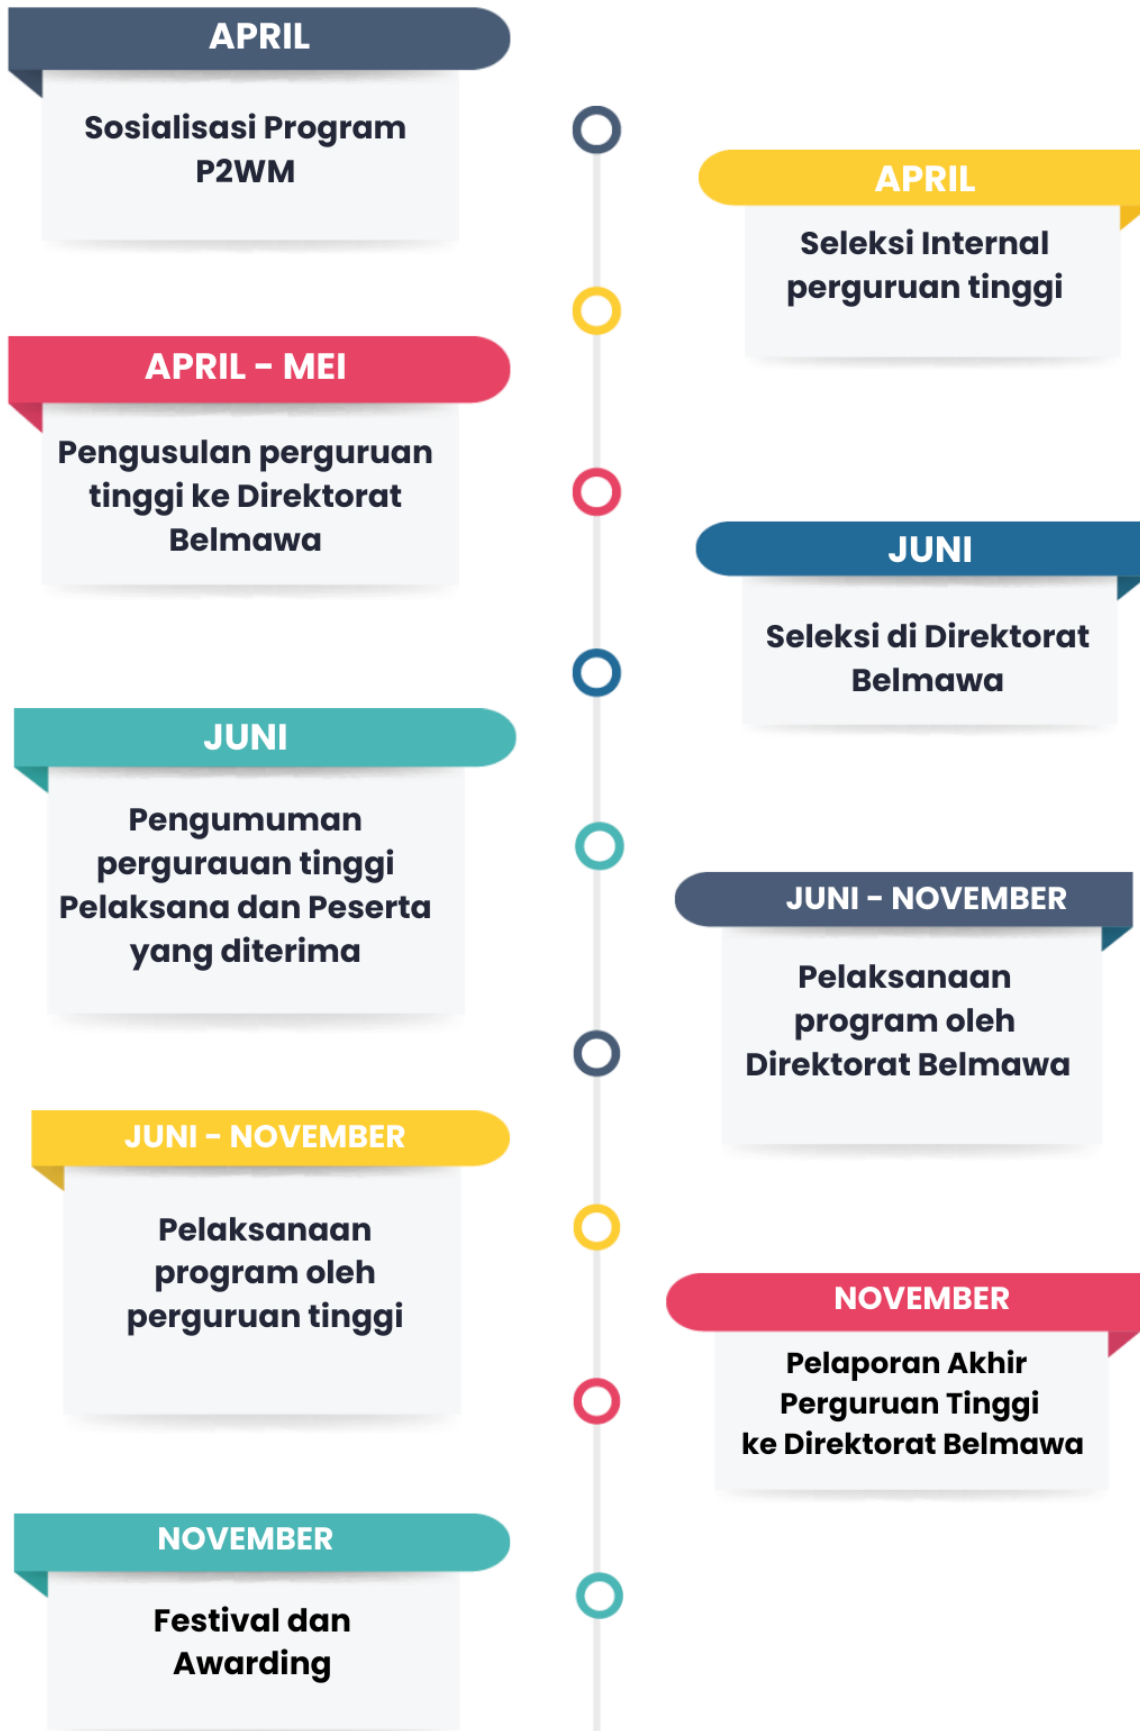 APRIL
Sosialisasi Program
P2WM
APRIL
Seleksi Internal
perguruan tinggi
APRIL - MEI
Pengusulan perguruan
tinggi ke Direktorat
Belmawa
JUNI
Seleksi di Direktorat
Belmawa
JUNI
Pengumuman
pergurauan tinggi
Pelaksana dan Peserta
yang diterima
JUNI - NOVEMBER
Pelaksanaan
program oleh
Direktorat Belmawa
JUNI - NOVEMBER
Pelaksanaan
program oleh
perguruan tinggi
NOVEMBER
Pelaporan Akhir
Perguruan Tinggi
ke Direktorat Belmawa
NOVEMBER
Festival dan
Awarding